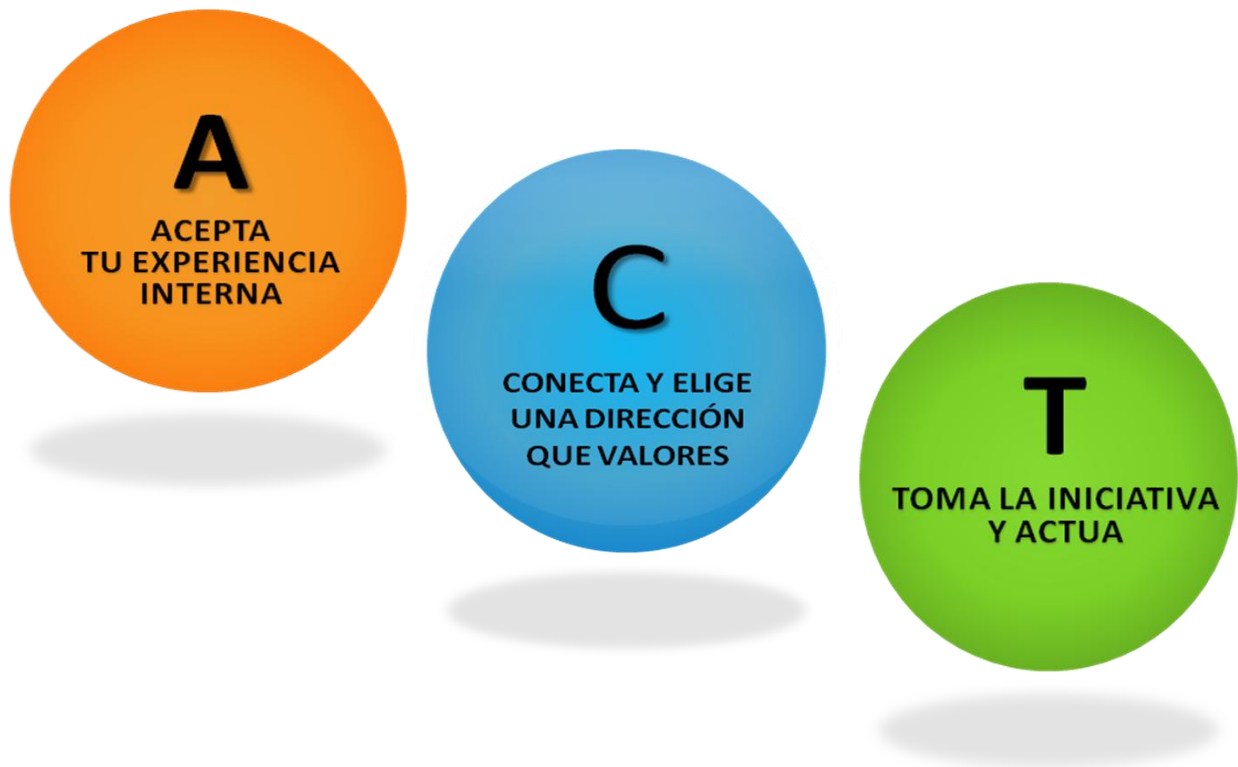 A
ACEPTA
TU EXPERIENCIA
INTERNA
C
CONECTA Y ELIGE
UNA DIRECCIÓN
QUE VALORES
T
TOMA LA INICIATIVA
Y ACTUA